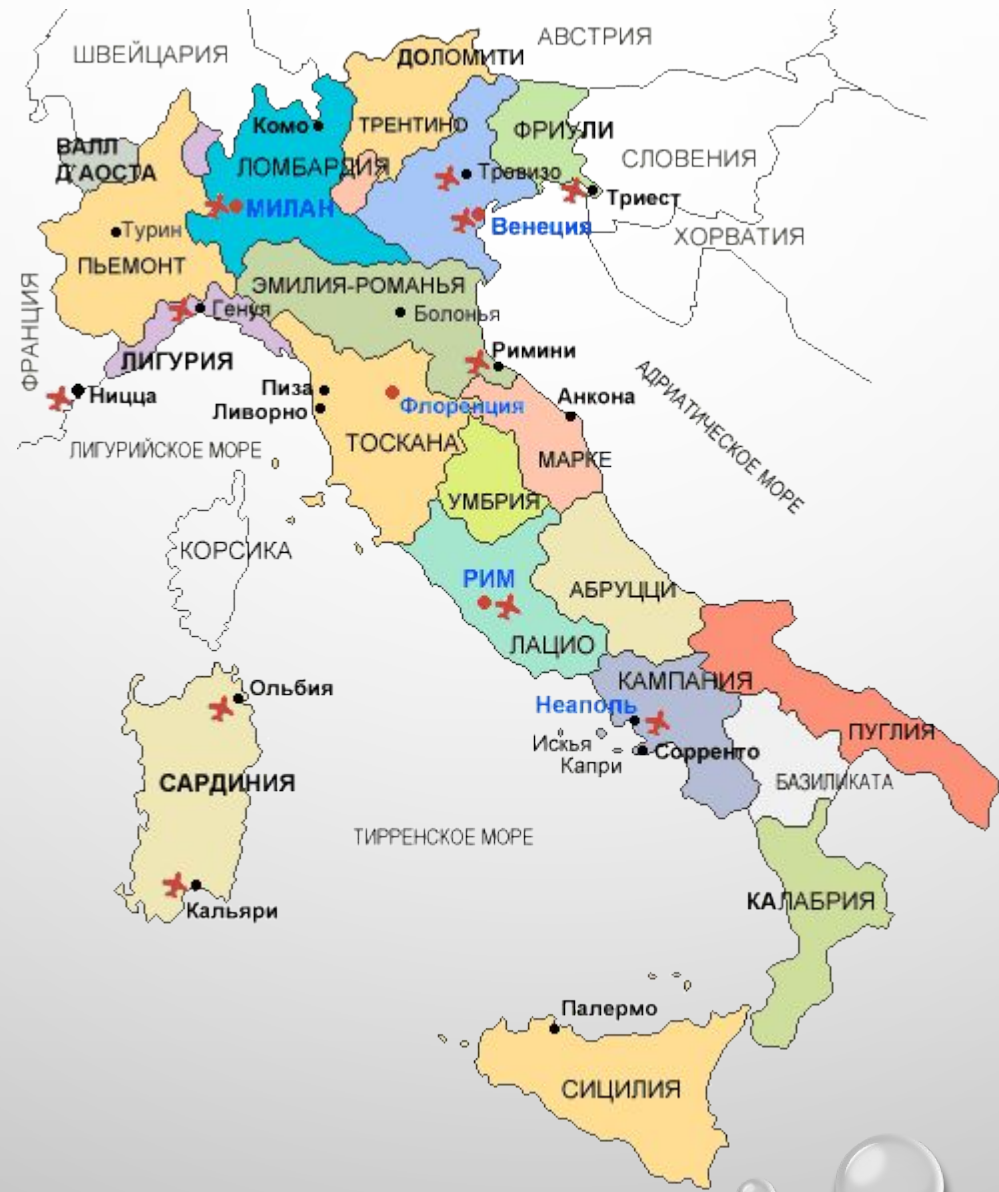 АВСТРИЯ
ШВЕЙЦАРИЯ
ДОЛОМИТИ
Комо
ТРЕНТИНО
ФРИУЛИ
ВАЛЛ
Д'АОСТА
ЛОМБАРДИЯ
Тревизо
СЛОВЕНИЯ
Триест
МИЛАН
Венеция
Турин
ХОРВАТИЯ
ПЬЕМОНТ
ЭМИЛИЯ-РОМАНЬЯ
ФРАНЦИЯ
Генуя
Болонья
ЛИГУРИЯ
Римини
Ницца
Пиза
Ливорно
Флоренция
Анкона
АДРИАТИЧЕСКОЕ МОРЕ
ЛИГУРИЙСКОЕ МОРЕ
ТОСКАНА
МАРКЕ
УМБРИЯ
КОРСИКА
РИМ
АБРУЦЦИ
ЛАЦИО
Ольбия
КАМПАНИЯ
Неаполь
ПУГЛИЯ
Искья
Капри
Сорренто
САРДИНИЯ
БАЗИЛИКАТА
ТИРРЕНСКОЕ МОРЕ
Кальяри
КАЛАБРИЯ
Палермо
СИЦИЛИЯ